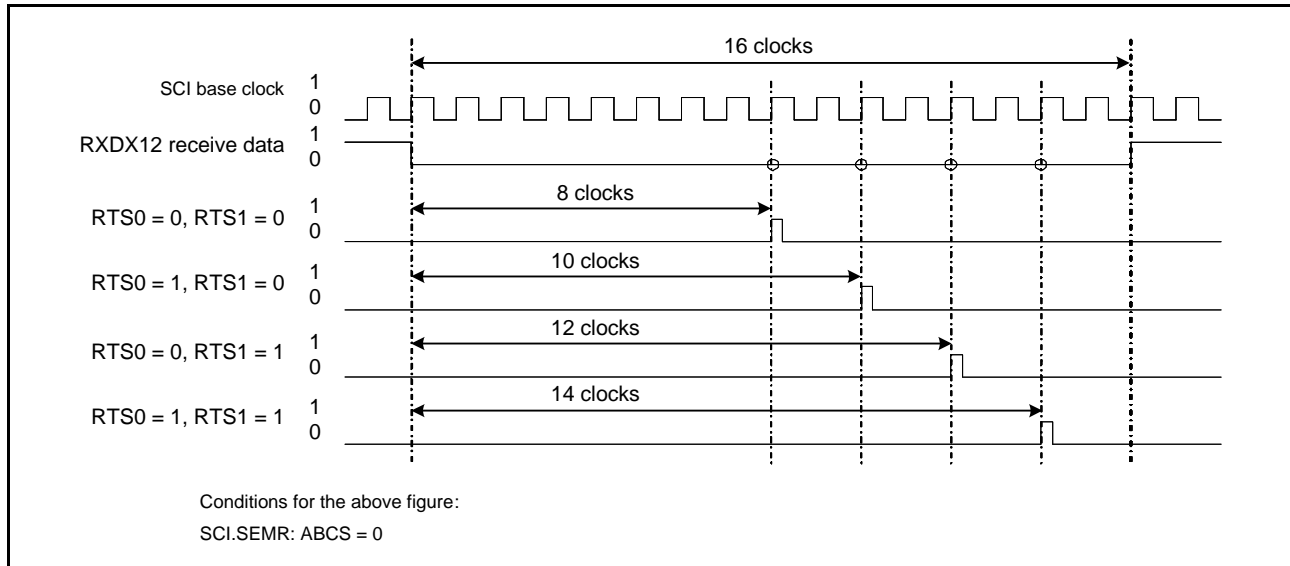 16 clocks
SCI base clock 1
0
RXDX12 receive data 1
0
8 clocks
RTS0 = 0, RTS1 = 0 1
0
10 clocks
RTS0 = 1, RTS1 = 0 1
0
12 clocks
RTS0 = 0, RTS1 = 1 1
0
14 clocks
RTS0 = 1, RTS1 = 1 1
0
Conditions for the above figure:
SCI.SEMR: ABCS = 0